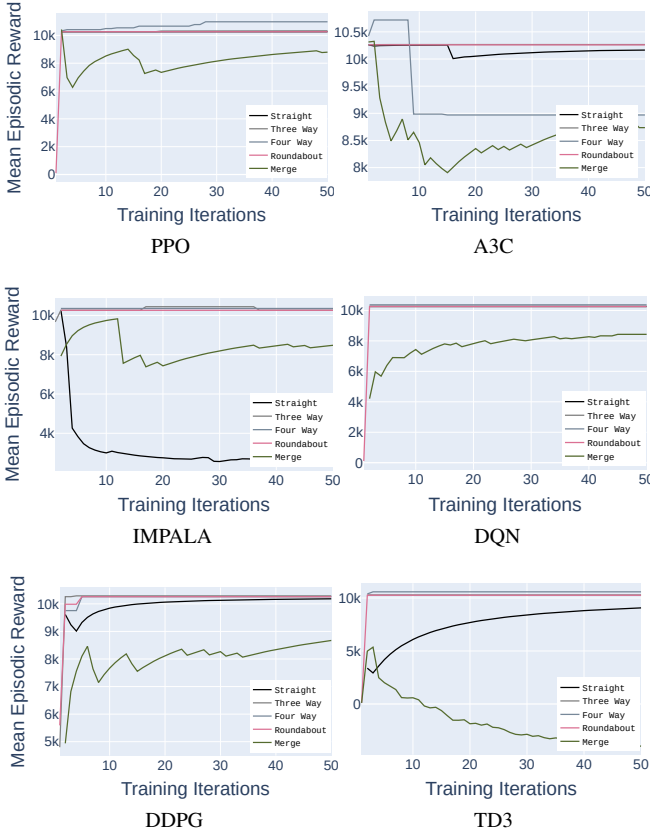 Mean Episodic Reward
10k
8k
6k
4k
2k
0
10
20
30
40
50
Straight
Three Way
Four Way
Roundabout
Merge
Training Iterations
PPO
10.5k
10k
9.5k
9k
8.5k
8k
10
20
30
40
50
Straight
Three Way
Four Way
Roundabout
Merge
Training Iterations
A3C
Mean Episodic Reward
10k
8k
6k
4k
10
20
30
40
50
Straight
Three Way
Four Way
Roundabout
Merge
Training Iterations
IMPALA
10k
8k
6k
4k
2k
0
10
20
30
40
50
Straight
Three Way
Four Way
Roundabout
Merge
Training Iterations
DQN
Mean Episodic Reward
10k
9k
8k
7k
6k
5k
10
20
30
40
50
Straight
Three Way
Four Way
Roundabout
Merge
Training Iterations
DDPG
10k
5k
0
10
20
30
40
50
Straight
Three Way
Four Way
Roundabout
Merge
Training Iterations
TD3